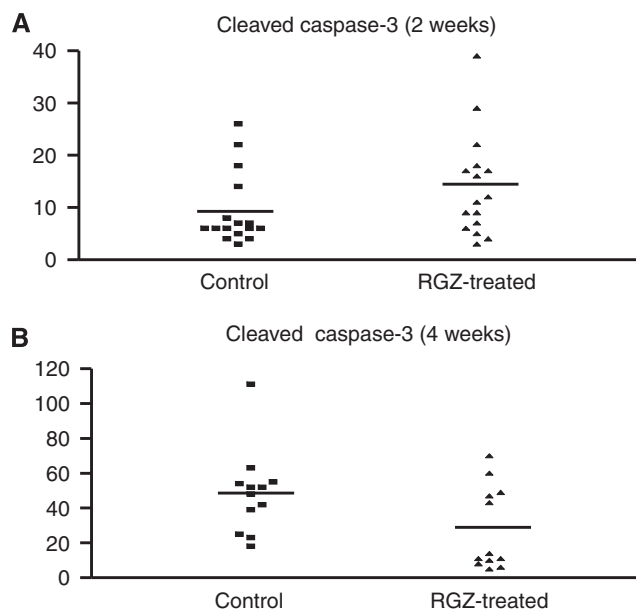 A
Cleaved caspase-3 (2 weeks)
40
30
20
10
0
Control RGZ-treated
B
Cleaved caspase-3 (4 weeks)
120
100
80
60
40
20
0
Control RGZ-treated